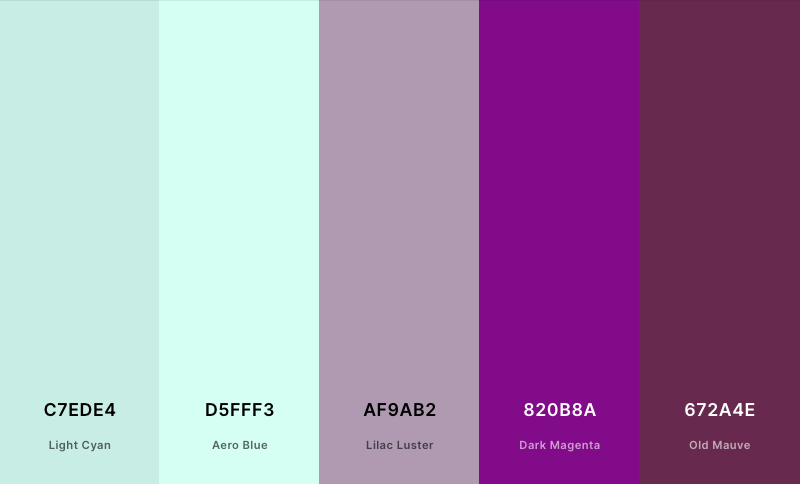 C7EDE4
Light Cyan
D5FFF3
Aero Blue
AF9AB2
Lilac Luster
820B8A
Dark Magenta
672A4E
Old Mauve